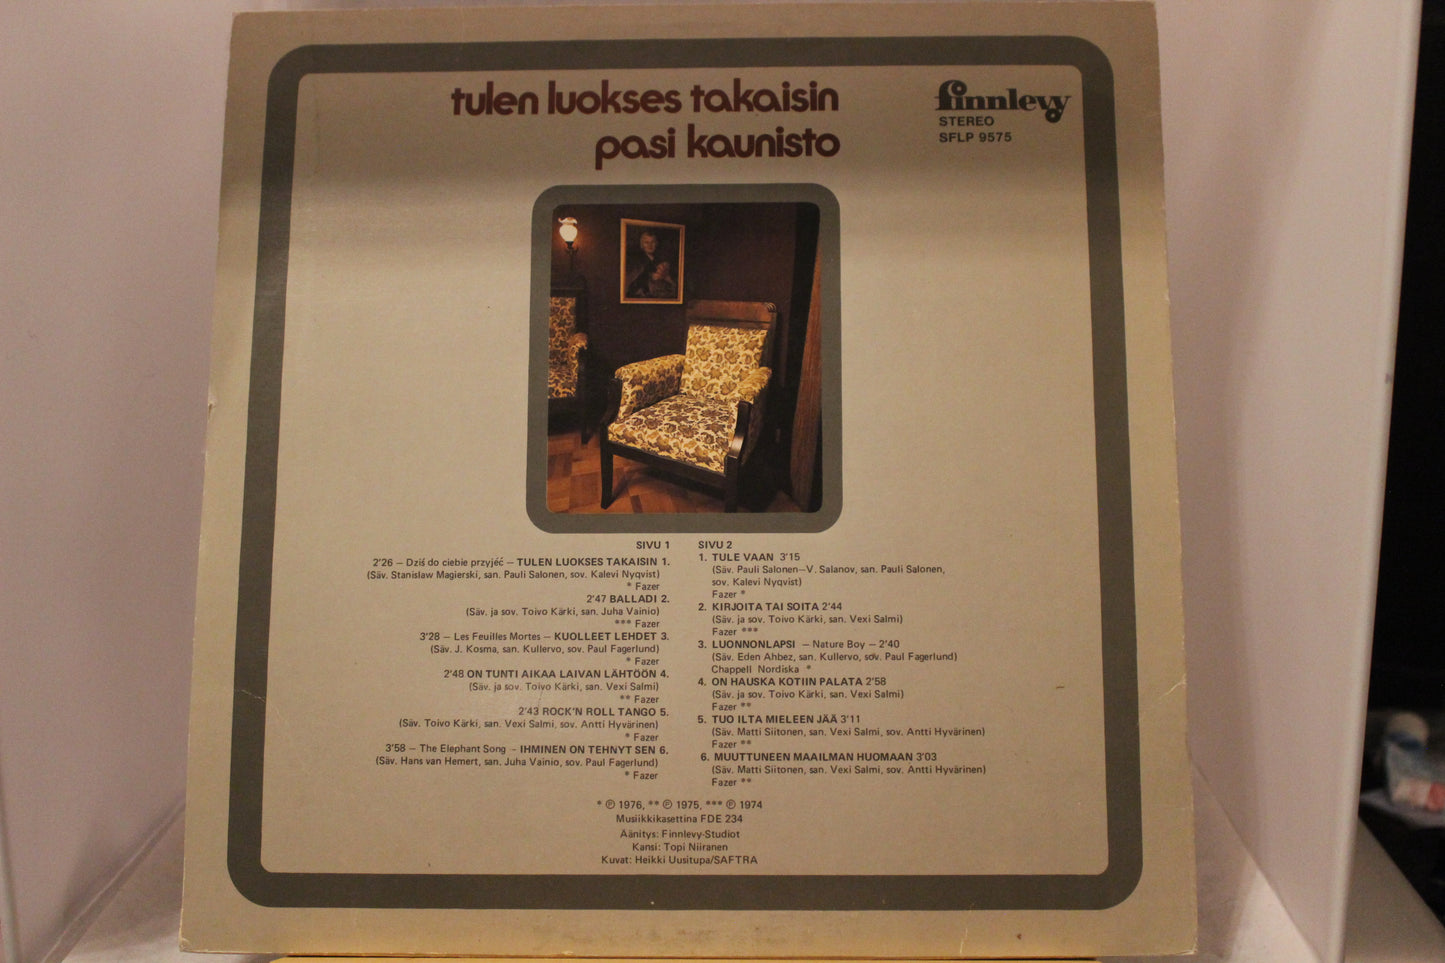 tulen luokses takaisin
pasi kaunisto
finnlevy
STEREO
SFLP 9575
SIVU 1
2'26 – Dziś do ciebie przyjéć – TULEN LUOKSES TAKAISIN 1.
(Säv. Stanislaw Magierski, san. Pauli Salonen, sov. Kalevi Nyqvist)
* Fazer
2'47 BALLADI 2.
(Säv. ja sov. Toivo Kärki, san. Juha Vainio)
*** Fazer
3'28 – Les Feuilles Mortes – KUOLLEET LEHDET 3.
(Säv. J. Kosma, san. Kullervo, sov. Paul Fagerlund)
* Fazer
2'48 ON TUNTI AIKAA LAIVAN LÄHTÖÖN 4.
(Säv. ja sov. Toivo Kärki, san. Vexi Salmi)
** Fazer
2'43 ROCK'N ROLL TANGO 5.
(Säv. Toivo Kärki, san. Vexi Salmi, sov. Antti Hyvärinen)
* Fazer
3'58 – The Elephant Song – IHMINEN ON TEHNYT SEN 6.
(Säv. Hans van Hemert, san. Juha Vainio, sov. Paul Fagerlund)
* Fazer
SIVU 2
1. TULE VAAN 3'15
(Säv. Pauli Salonen–V. Salanov, san. Pauli Salonen,
sov. Kalevi Nyqvist)
Fazer *
2. KIRJOITA TAI SOITA 2'44
(Säv. ja sov. Toivo Kärki, san. Vexi Salmi)
Fazer ***
3. LUONNONLAPSI – Nature Boy – 2'40
(Säv. Eden Ahbez, san. Kullervo, sov. Paul Fagerlund)
Chappell Nordiska *
4. ON HAUSKA KOTIIN PALATA 2'58
(Säv. ja sov. Toivo Kärki, san. Vexi Salmi)
Fazer **
5. TUO ILTA MIELEEN JÄÄ 3'11
(Säv. Matti Siitonen, san. Vexi Salmi, sov. Antti Hyvärinen)
Fazer **
6. MUUTTUNEEN MAAILMAN HUOMAAN 3'03
(Säv. Matti Siitonen, san. Vexi Salmi, sov. Antti Hyvärinen)
Fazer **
* ℗ 1976, ** ℗ 1975, *** ℗ 1974
Musiikkikasettina FDE 234
Äänitys: Finnlevy-Studiot
Kansi: Topi Niiranen
Kuvat: Heikki Uusitupa/SAFTRA